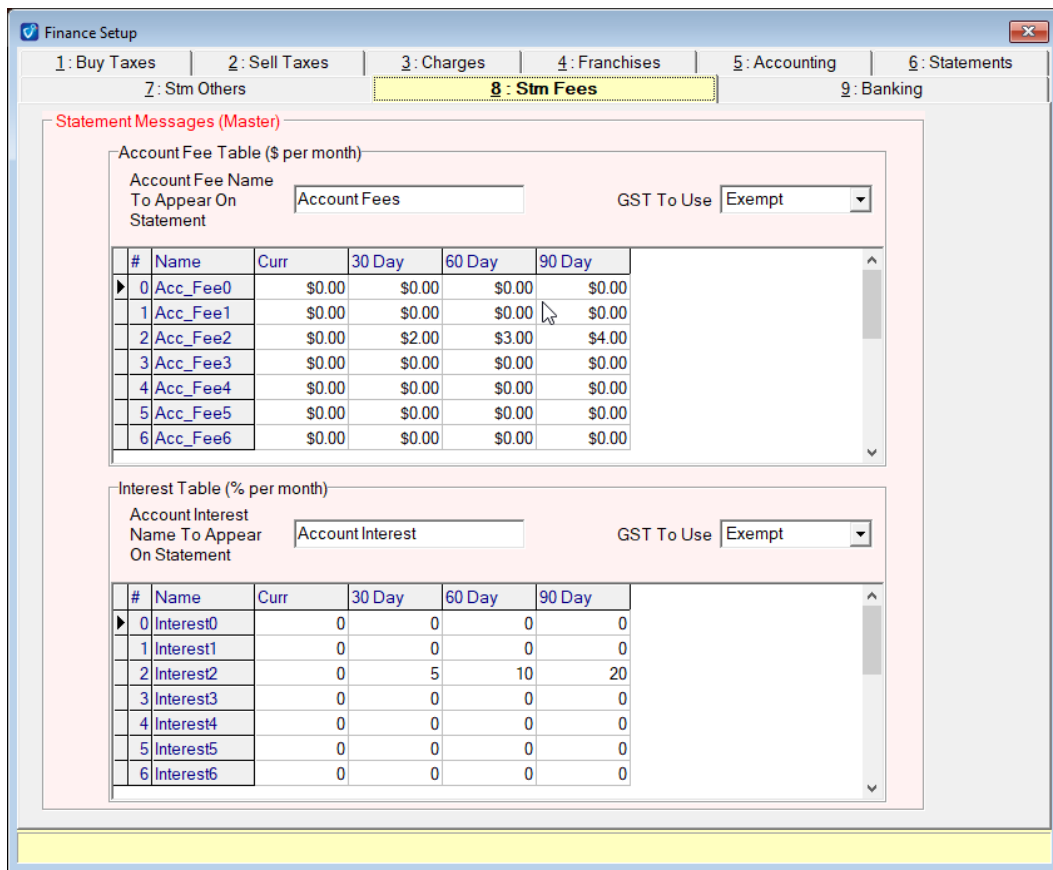 Finance Setup
1 : Buy Taxes 2 : Sell Taxes 3 : Charges 4 : Franchises 5 : Accounting 6 : Statements
7 : Stm Others 8 : Stm Fees 9 : Banking
Statement Messages (Master)
Account Fee Table ($ per month)
Account Fee Name
To Appear On
Statement
Account Fees
GST To Use Exempt
# Name Curr 30 Day 60 Day 90 Day
0 Acc_Fee0 $0.00 $0.00 $0.00 $0.00
1 Acc_Fee1 $0.00 $0.00 $0.00 $0.00
2 Acc_Fee2 $0.00 $2.00 $3.00 $4.00
3 Acc_Fee3 $0.00 $0.00 $0.00 $0.00
4 Acc_Fee4 $0.00 $0.00 $0.00 $0.00
5 Acc_Fee5 $0.00 $0.00 $0.00 $0.00
6 Acc_Fee6 $0.00 $0.00 $0.00 $0.00
Interest Table (% per month)
Account Interest
Name To Appear
On Statement
Account Interest
GST To Use Exempt
# Name Curr 30 Day 60 Day 90 Day
0 Interest0 0 0 0 0
1 Interest1 0 0 0 0
2 Interest2 0 5 10 20
3 Interest3 0 0 0 0
4 Interest4 0 0 0 0
5 Interest5 0 0 0 0
6 Interest6 0 0 0 0